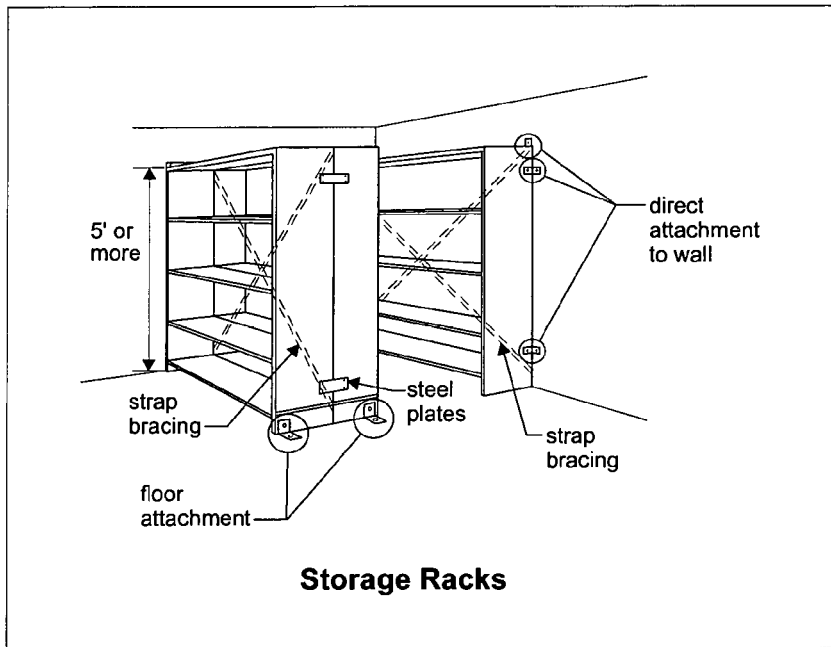 5' or
more
direct
attachment
to wall
strap
bracing
steel
plates
strap
bracing
floor
attachment
Storage Racks